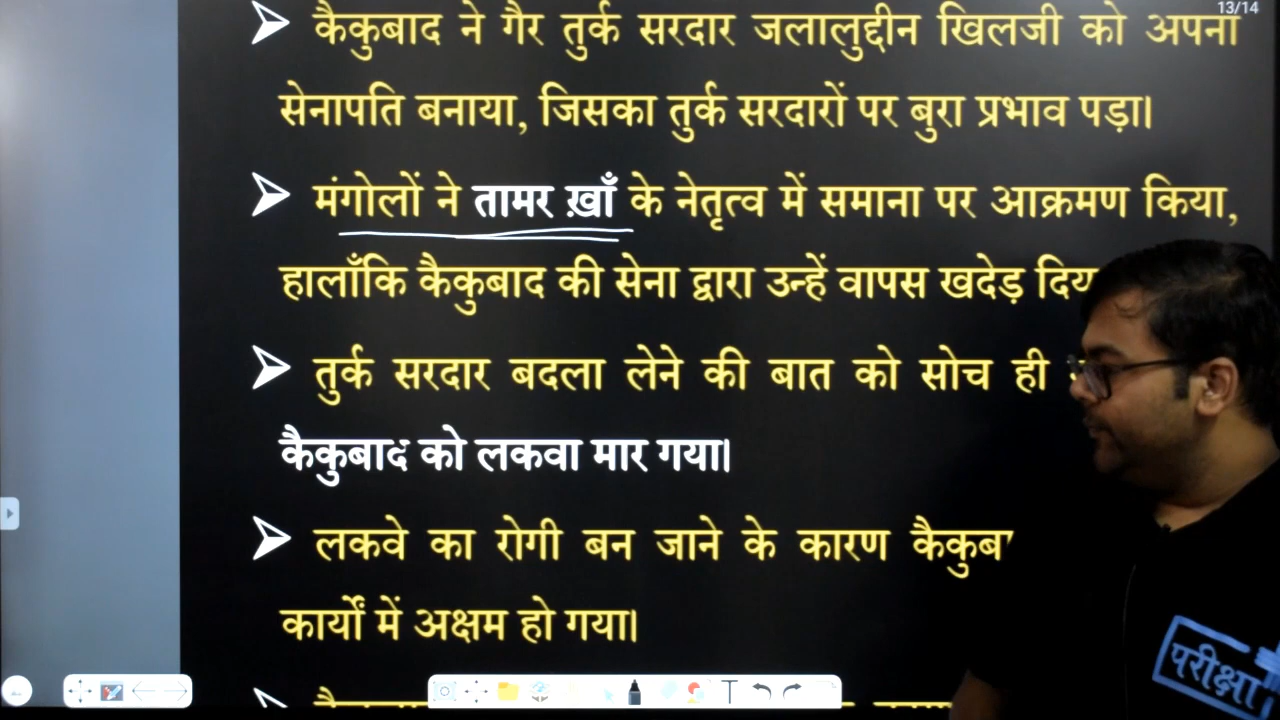 13/14
कैकुबाद ने गैर तुर्क सरदार जलालुद्दीन खिलजी को अपना
सेनापति बनाया, जिसका तुर्क सरदारों पर बुरा प्रभाव पड़ा।
मंगोलों ने तामर ख़ाँ के नेतृत्व में समाना पर आक्रमण किया,
हालाँकि कैकुबाद की सेना द्वारा उन्हें वापस खदेड़
तुर्क सरदार बदला लेने की बात को सोच ही
कैकुबाद को लकवा मार गया।
लकवे का रोगी बन जाने के कारण
कार्यों में अक्षम हो गया।
परीक्षा